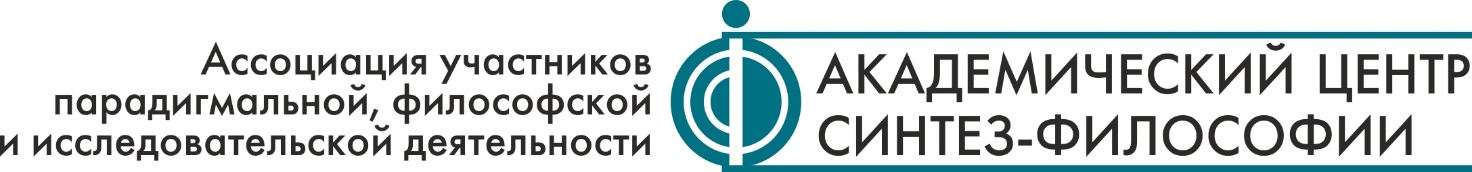 Ассоциация участников
парадигмальной, философской
и исследовательской деятельности
АКАДЕМИЧЕСКИЙ ЦЕНТР
СИНТЕЗ-ФИЛОСОФИИ